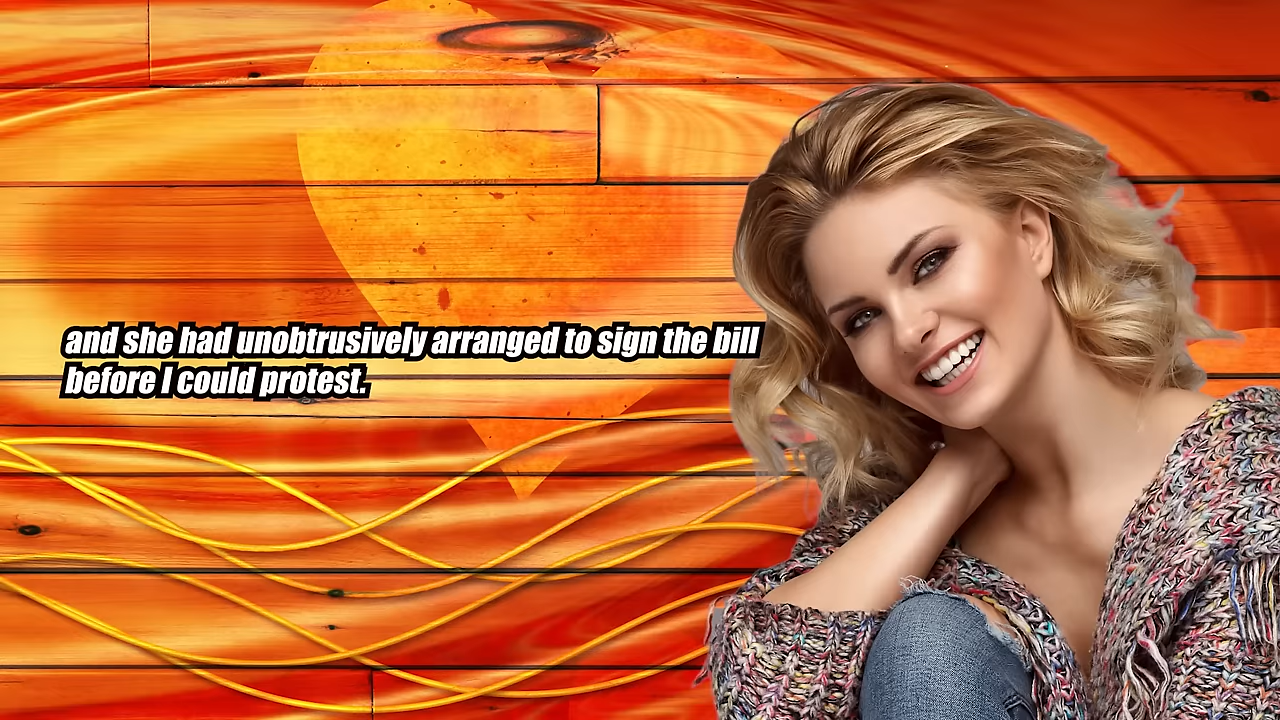 and she had unobtrusively arranged to sign the bill
before I could protest.